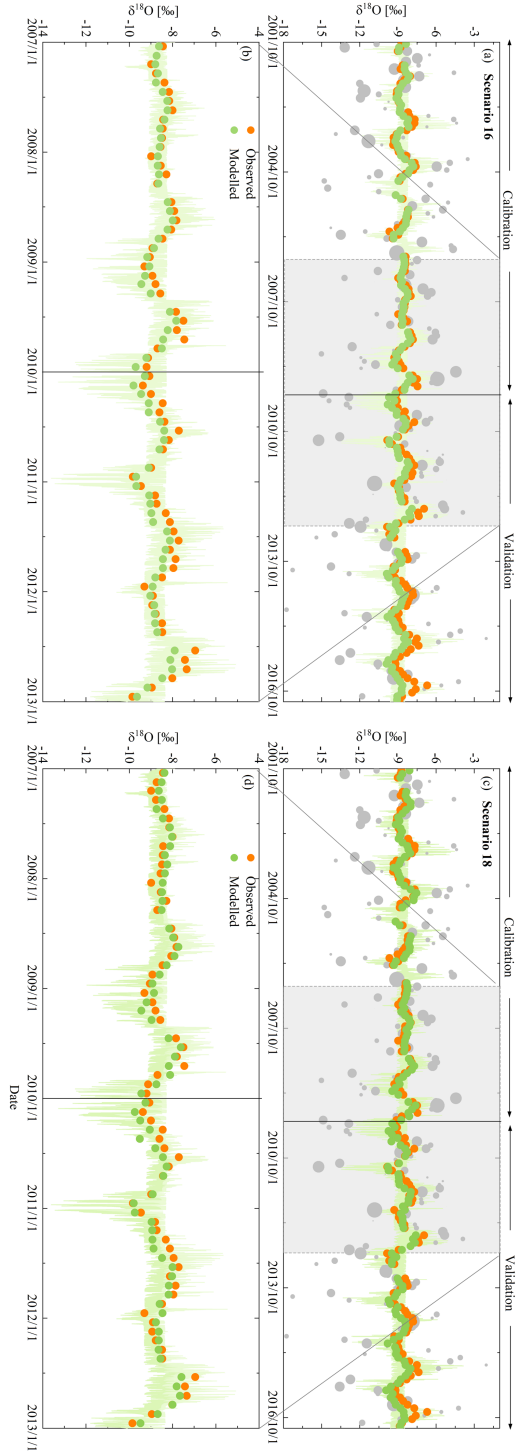 Calibration
Validation
(a)
Scenario 16
δ18O [‰]
-3
-6
-9
-12
-15
-18
2001/10/1
2004/10/1
2007/10/1
2010/10/1
2013/10/1
2016/10/1
(b)
Observed
Modelled
δ18O [‰]
-4
-6
-8
-10
-12
-14
2007/1/1
2008/1/1
2009/1/1
2010/1/1
2011/1/1
2012/1/1
2013/1/1
Calibration
Validation
(c)
Scenario 18
δ18O [‰]
-3
-6
-9
-12
-15
-18
2001/10/1
2004/10/1
2007/10/1
2010/10/1
2013/10/1
2016/10/1
(d)
Observed
Modelled
δ18O [‰]
-4
-6
-8
-10
-12
-14
2007/1/1
2008/1/1
2009/1/1
2010/1/1
2011/1/1
2012/1/1
2013/1/1
Date